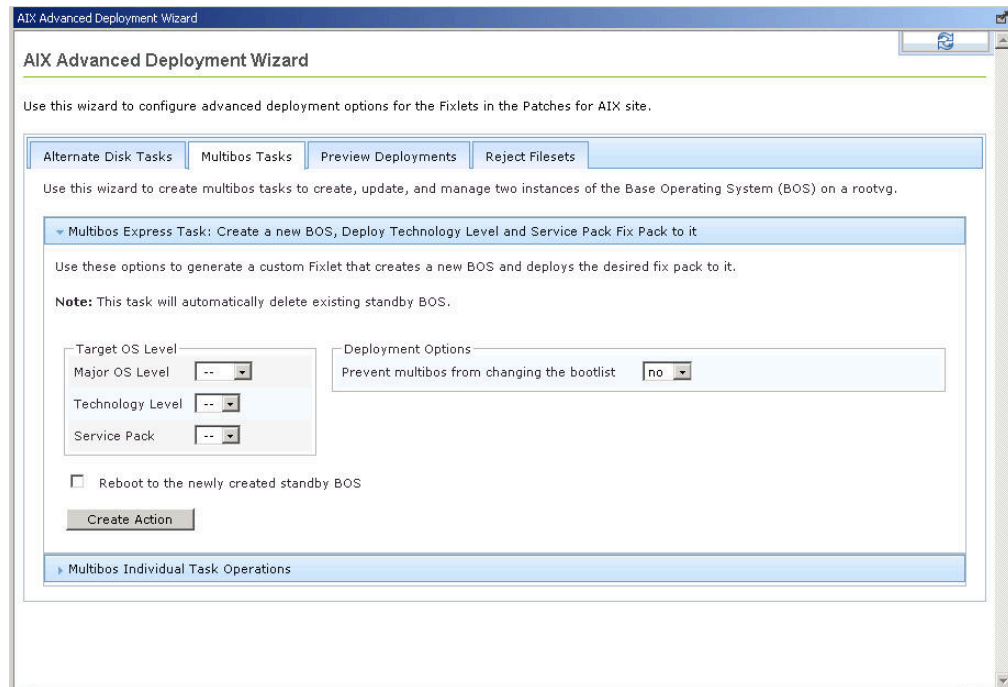 AIX Advanced Deployment Wizard
AIX Advanced Deployment Wizard
Use this wizard to configure advanced deployment options for the Fixlets in the Patches for AIX site.
Alternate Disk Tasks
Multibos Tasks
Preview Deployments
Reject Filesets
Use this wizard to create multibos tasks to create, update, and manage two instances of the Base Operating System (BOS) on a rootvg.
Multibos Express Task: Create a new BOS, Deploy Technology Level and Service Pack Fix Pack to it
Use these options to generate a custom Fixlet that creates a new BOS and deploys the desired fix pack to it.
Note: This task will automatically delete existing standby BOS.
Target OS Level
Major OS Level --
Technology Level --
Service Pack --
Deployment Options
Prevent multibos from changing the bootlist no
Reboot to the newly created standby BOS
Create Action
Multibos Individual Task Operations